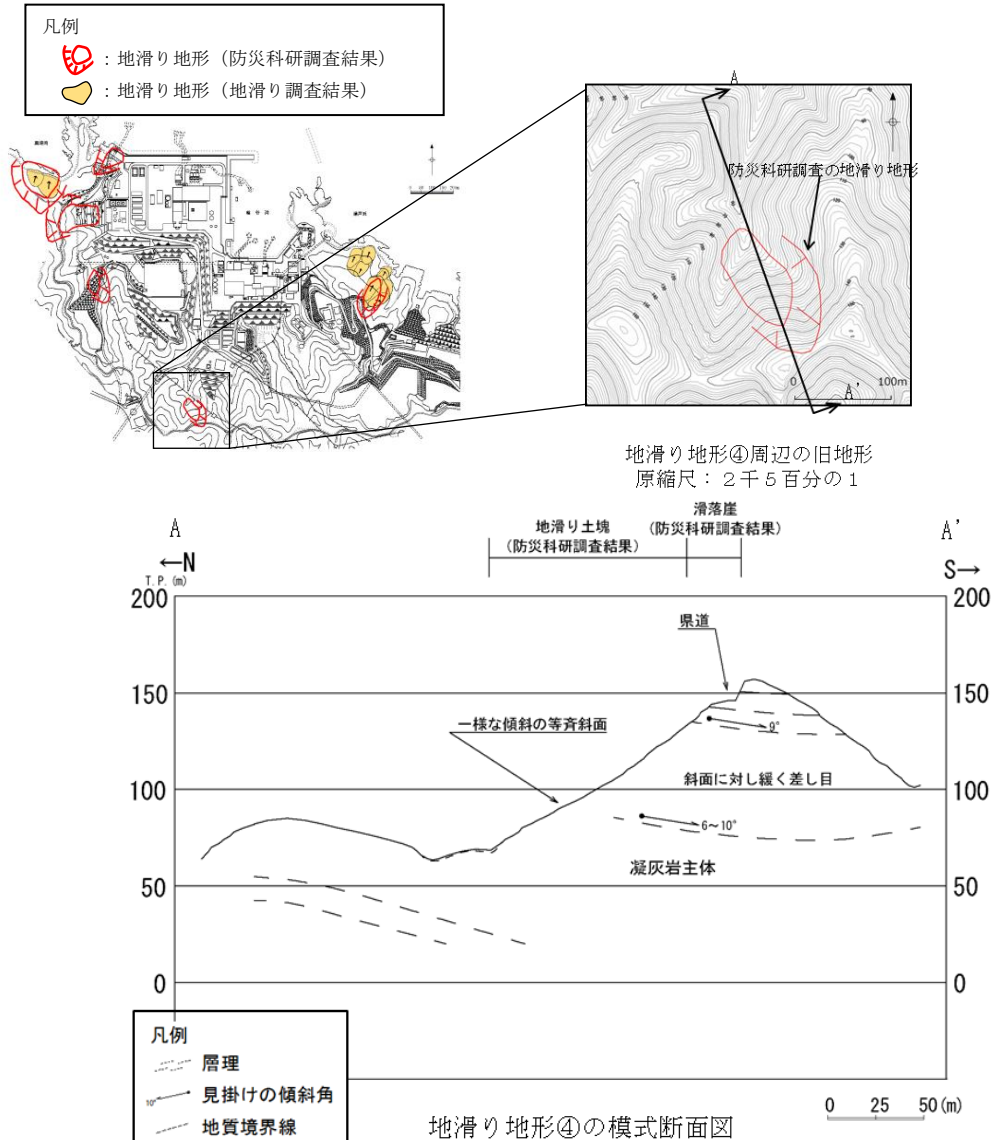 凡例
：地滑り地形（防災科研調査結果）
：地滑り地形（地滑り調査結果）
A
防災科研調査の地滑り地形
0 100m
A'
地滑り地形④周辺の旧地形
原縮尺：２千５百分の１
滑落崖
(防災科研調査結果)
地滑り土塊
(防災科研調査結果)
A
A'
←N
S→
T.P.(m)
200
200
県道
150
150
一様な傾斜の等斉斜面
9°
斜面に対し緩く差し目
100
100
6～10°
凝灰岩主体
50
50
0
0
凡例
層理
10°
見掛けの傾斜角
地質境界線
0 25 50(m)
地滑り地形④の模式断面図